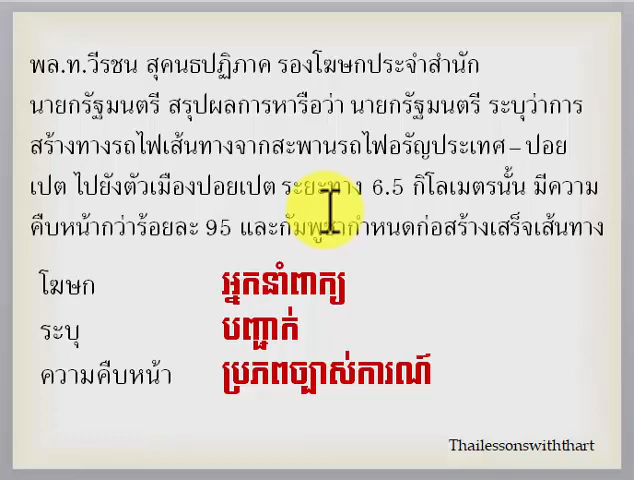 พล.ท.วีรชน สุคนธปฏิภาค รองโฆษกประจำสำนัก
นายกรัฐมนตรี สรุปผลการหารือว่า นายกรัฐมนตรี ระบุว่าการ
สร้างทางรถไฟเส้นทางจากสะพานรถไฟอรัญประเทศ – ปอย
เปต ไปยังตัวเมืองปอยเปต ระยะทาง 6.5 กิโลเมตรนั้น มีความ
คืบหน้ากว่าร้อยละ 95 และกัมพูชากำหนดก่อสร้างเสร็จเส้นทาง
โฆษก អ្នកនាំពាក្យ
ระบุ បញ្ជាក់
ความคืบหน้า ប្រភពច្បាស់ការណ៍
Thailessonswiththart